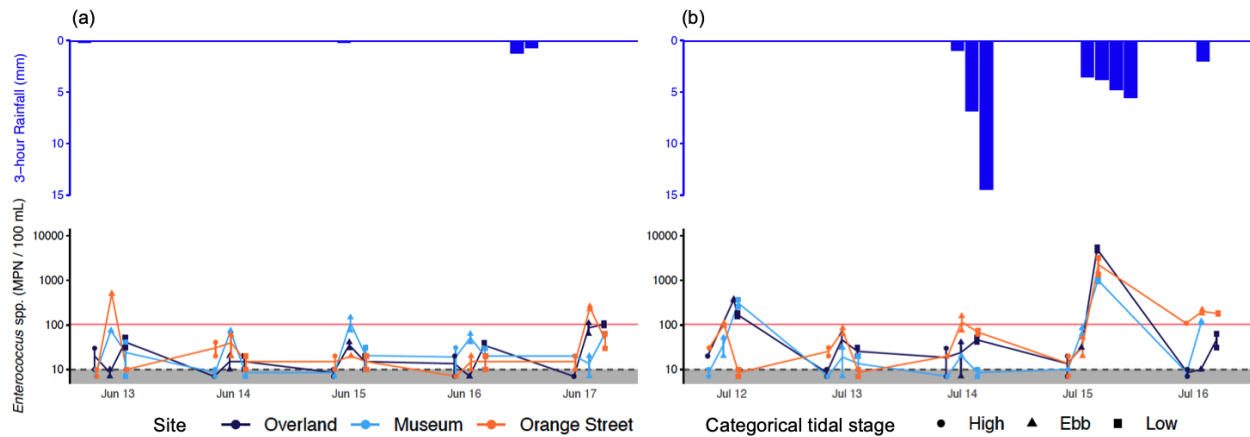 (a) (b)
3−hour Rainfall (mm)
0
5
10
15
0
5
10
15
Enterococcus spp. (MPN / 100 mL)
10000
1000
100
10
10000
1000
100
10
Jun 13 Jun 14 Jun 15 Jun 16 Jun 17
Jul 12 Jul 13 Jul 14 Jul 15 Jul 16
Site Overland Museum Orange Street Categorical tidal stage High Ebb Low